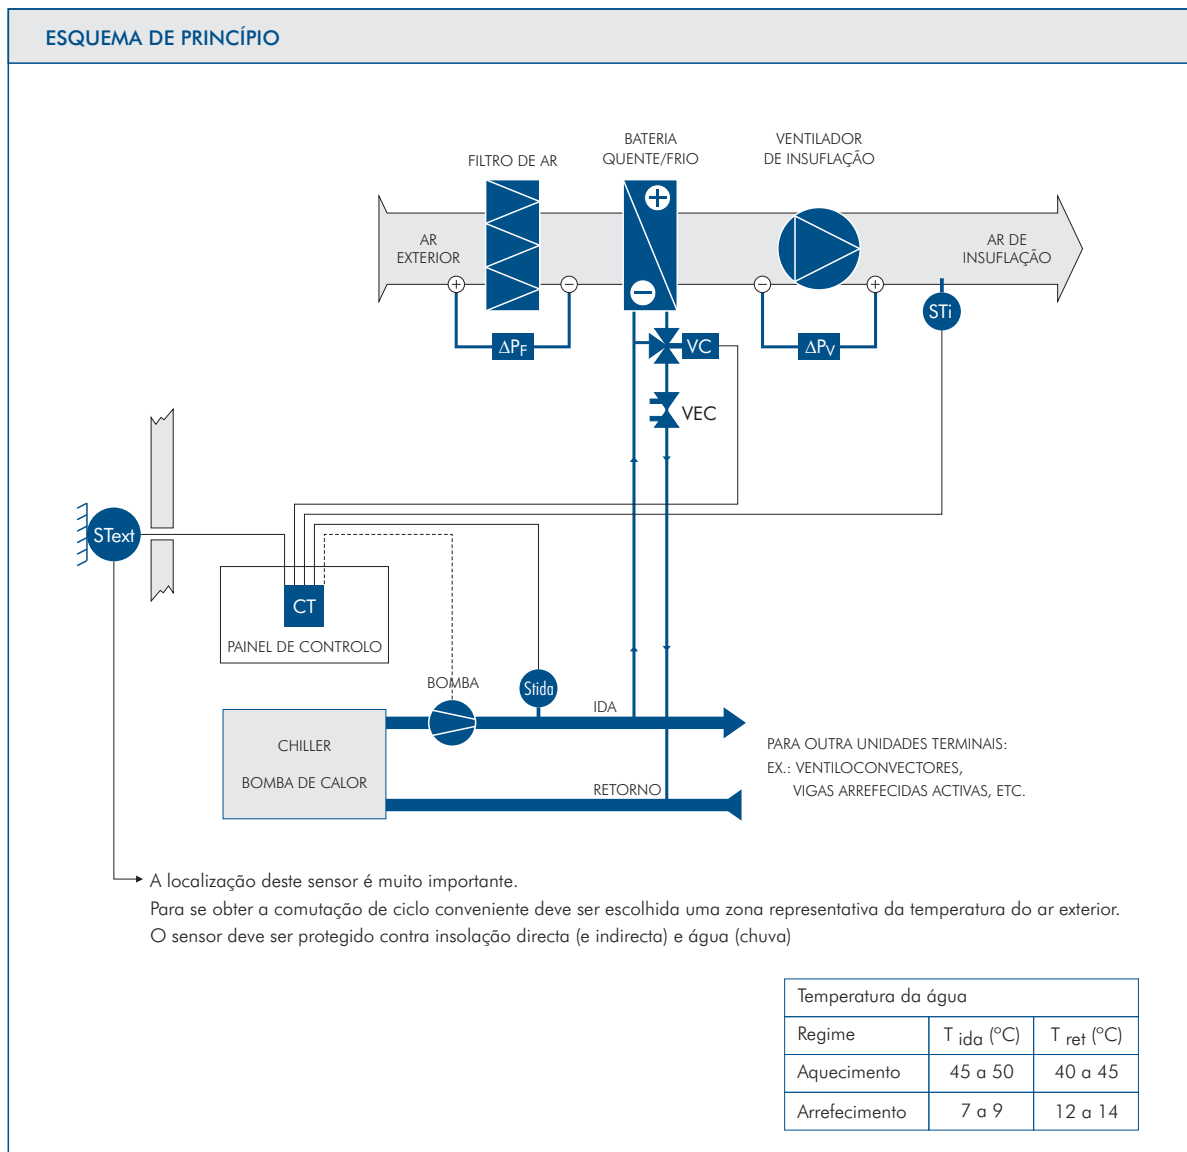 ESQUEMA DE PRINCÍPIO
FILTRO DE AR
BATERIA
QUENTE/FRIO
VENTILADOR
DE INSUFLAÇÃO
AR
EXTERIOR
AR DE
INSUFLAÇÃO
+
−
+
−
−
+
ΔPF
VC
ΔPV
STi
VEC
SText
CT
PAINEL DE CONTROLO
BOMBA
Stida
IDA
CHILLER
BOMBA DE CALOR
RETORNO
PARA OUTRA UNIDADES TERMINAIS:
EX.: VENTILOCONVECTORES,
VIGAS ARREFECIDAS ACTIVAS, ETC.
A localização deste sensor é muito importante.
Para se obter a comutação de ciclo conveniente deve ser escolhida uma zona representativa da temperatura do ar exterior.
O sensor deve ser protegido contra insolação directa (e indirecta) e água (chuva)
Temperatura da água
Regime T ida (ºC) T ret (ºC)
Aquecimento 45 a 50 40 a 45
Arrefecimento 7 a 9 12 a 14